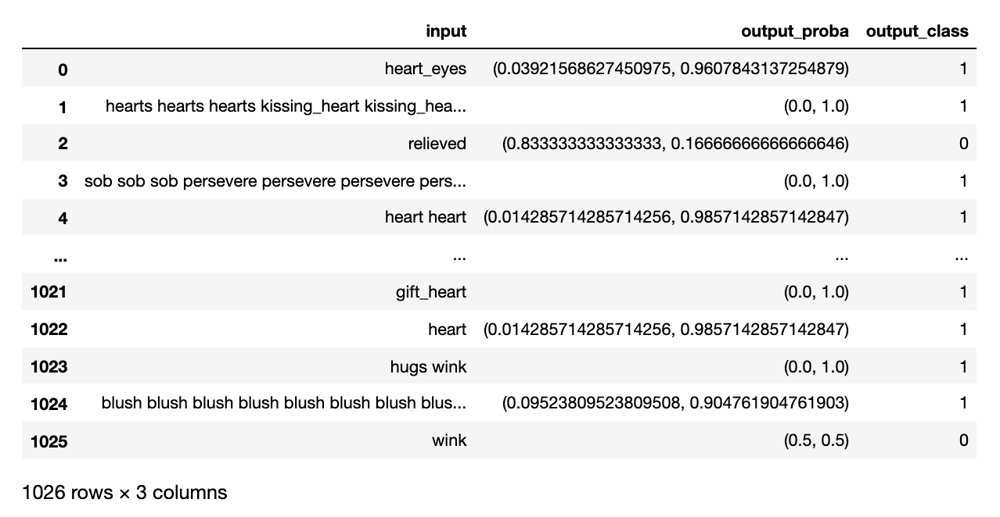 input output_proba output_class
0 heart_eyes (0.03921568627450975, 0.9607843137254879) 1
1 hearts hearts hearts kissing_heart kissing_hea... (0.0, 1.0) 1
2 relieved (0.833333333333333, 0.16666666666666646) 0
3 sob sob sob persevere persevere persevere pers... (0.0, 1.0) 1
4 heart heart (0.014285714285714256, 0.9857142857142847) 1
... ... ... ...
1021 gift_heart (0.0, 1.0) 1
1022 heart (0.014285714285714256, 0.9857142857142847) 1
1023 hugs wink (0.0, 1.0) 1
1024 blush blush blush blush blush blush blush blus... (0.09523809523809508, 0.904761904761903) 1
1025 wink (0.5, 0.5) 0
1026 rows × 3 columns